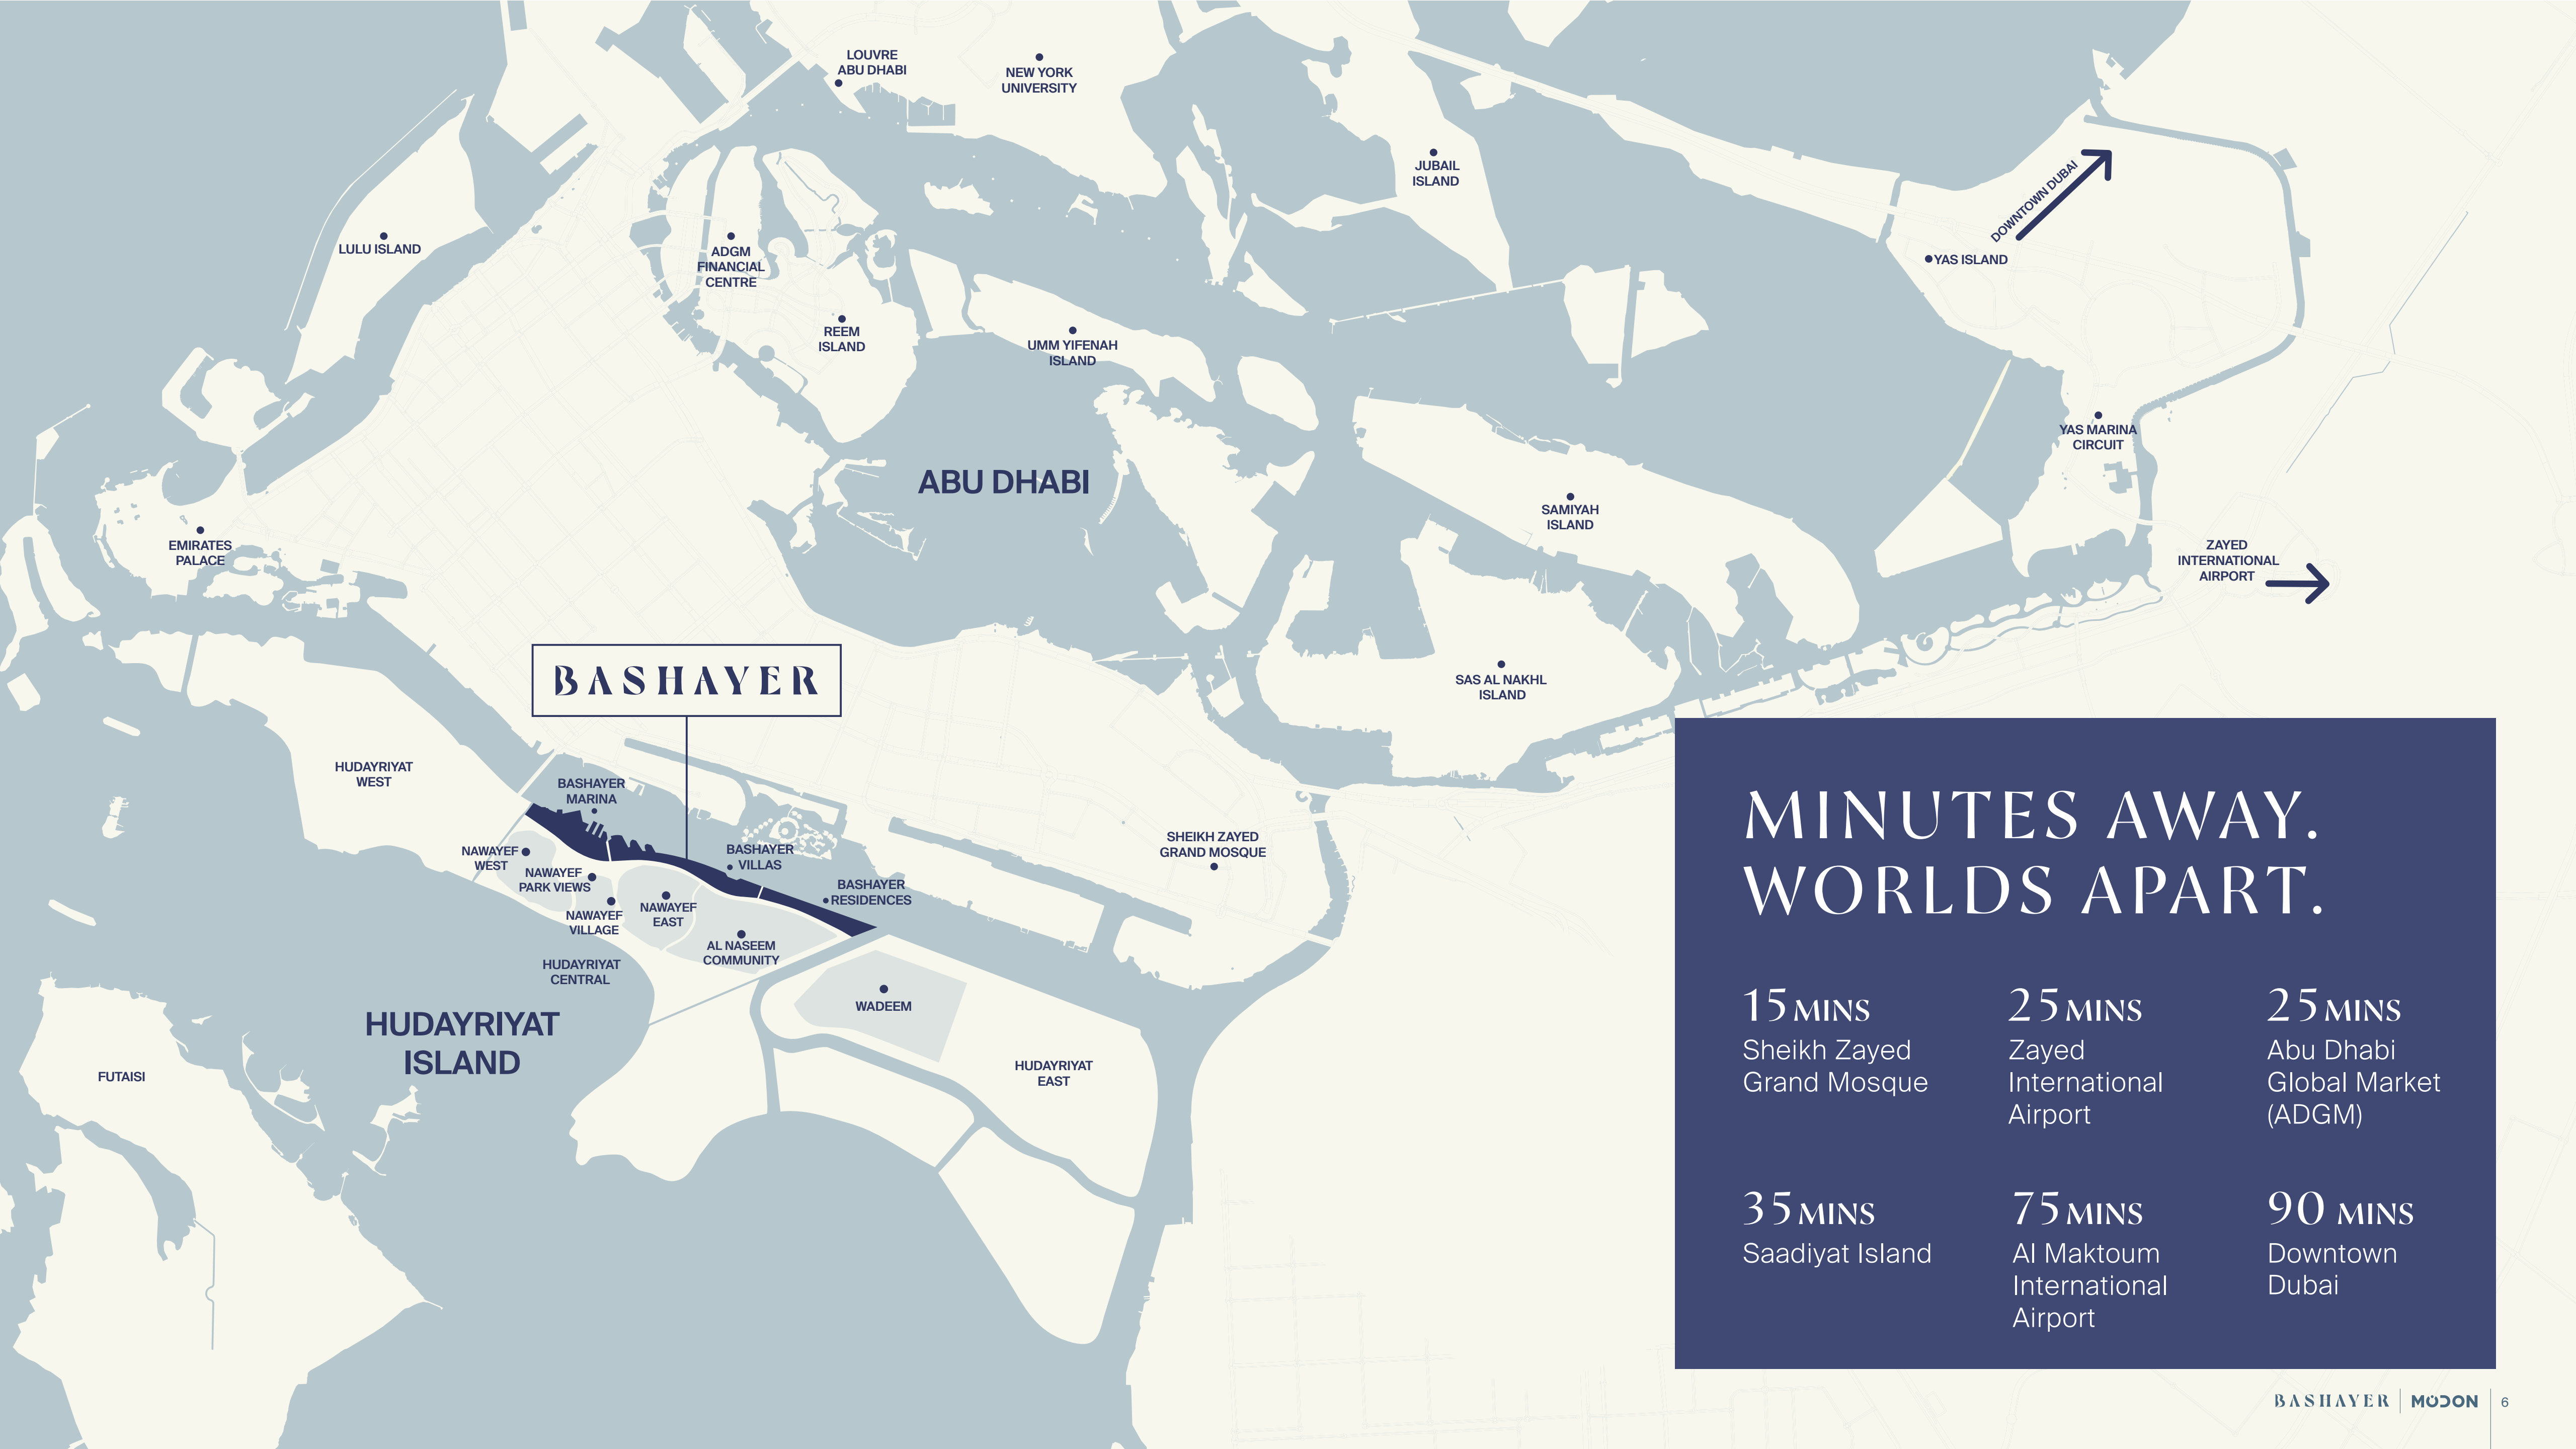 LOUVRE
ABU DHABI
NEW YORK
UNIVERSITY
JUBAIL
ISLAND
DOWNTOWN DUBAI
LULU ISLAND
ADGM
FINANCIAL
CENTRE
YAS ISLAND
REEM
ISLAND
UMM YIFENAH
ISLAND
YAS MARINA
CIRCUIT
ABU DHABI
SAMIYAH
ISLAND
EMIRATES
PALACE
ZAYED
INTERNATIONAL
AIRPORT
BASHAYER
SAS AL NAKHL
ISLAND
HUDAYRIYAT
WEST
BASHAYER
MARINA
NAWAYEF
WEST
NAWAYEF
PARK VIEWS
BASHAYER
VILLAS
SHEIKH ZAYED
GRAND MOSQUE
BASHAYER
RESIDENCES
NAWAYEF
VILLAGE
NAWAYEF
EAST
AL NASEEM
COMMUNITY
HUDAYRIYAT
CENTRAL
WADEEM
HUDAYRIYAT
ISLAND
FUTAISI
HUDAYRIYAT
EAST
MINUTES AWAY.
WORLDS APART.
15 MINS
Sheikh Zayed
Grand Mosque
25 MINS
Zayed
International
Airport
25 MINS
Abu Dhabi
Global Market
(ADGM)
35 MINS
Saadiyat Island
75 MINS
Al Maktoum
International
Airport
90 MINS
Downtown
Dubai
BASHAYER | MODON | 6